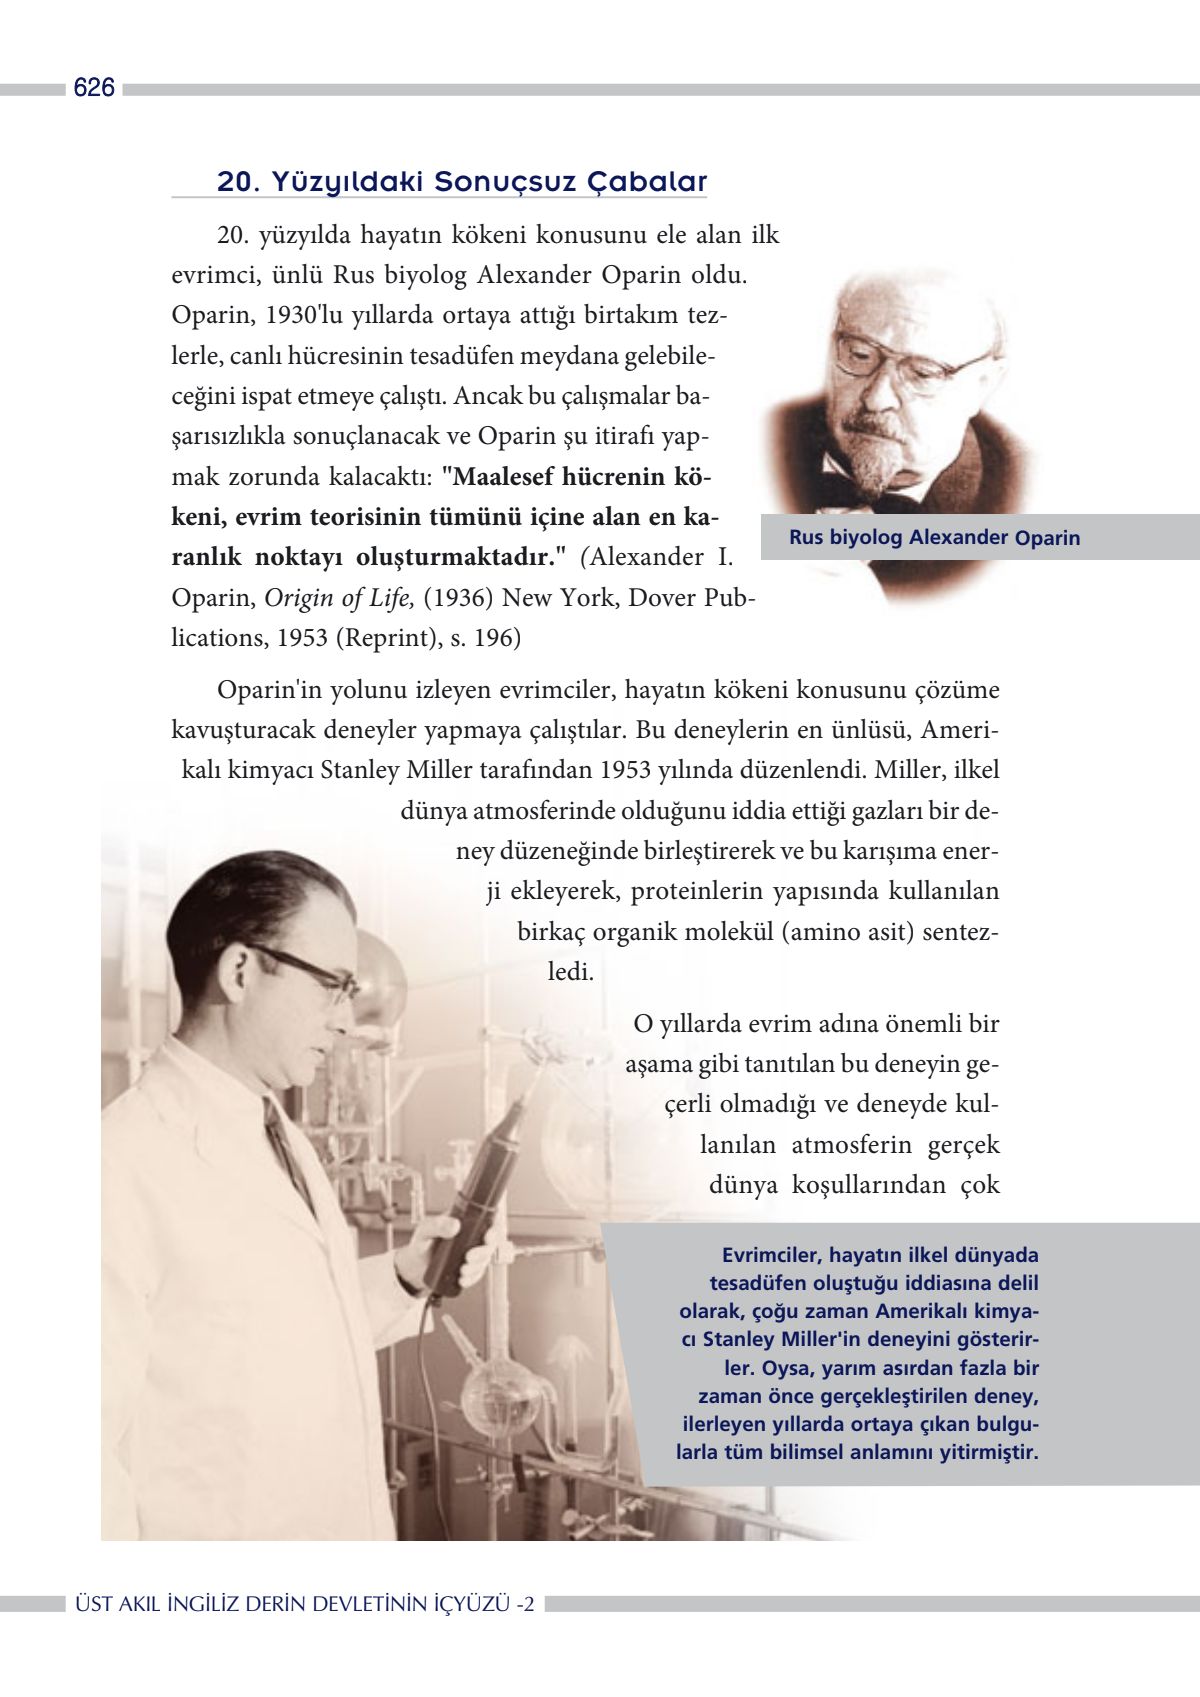 626
20. Yüzyıldaki Sonuçsuz Çabalar
20. yüzyılda hayatın kökeni konusunu ele alan ilk
evrimci, ünlü Rus biyolog Alexander Oparin oldu.
Oparin, 1930'lu yıllarda ortaya attığı birtakım tez-
lerle, canlı hücresinin tesadüfen meydana gelebile-
ceğini ispat etmeye çalıştı. Ancak bu çalışmalar ba-
şarısızlıkla sonuçlanacak ve Oparin şu itirafı yap-
mak zorunda kalacaktı: "Maalesef hücrenin kö-
keni, evrim teorisinin tümünü içine alan en ka-
ranlık noktayı oluşturmaktadır." (Alexander I.
Oparin, Origin of Life, (1936) New York, Dover Pub-
lications, 1953 (Reprint), s. 196)
Rus biyolog Alexander Oparin
Oparin'in yolunu izleyen evrimciler, hayatın kökeni konusunu çözüme
kavuşturacak deneyler yapmaya çalıştılar. Bu deneylerin en ünlüsü, Ameri-
kalı kimyacı Stanley Miller tarafından 1953 yılında düzenlendi. Miller, ilkel
dünya atmosferinde olduğunu iddia ettiği gazları bir de-
ney düzeneğinde birleştirerek ve bu karışıma ener-
ji ekleyerek, proteinlerin yapısında kullanılan
birkaç organik molekül (amino asit) sentez-
ledi.
O yıllarda evrim adına önemli bir
aşama gibi tanıtılan bu deneyin ge-
çerli olmadığı ve deneyde kul-
lanılan atmosferin gerçek
dünya koşullarından çok
Evrimciler, hayatın ilkel dünyada
tesadüfen oluştuğu iddiasına delil
olarak, çoğu zaman Amerikalı kimya-
cı Stanley Miller'in deneyini gösterir-
ler. Oysa, yarım asırdan fazla bir
zaman önce gerçekleştirilen deney,
ilerleyen yıllarda ortaya çıkan bulgu-
larla tüm bilimsel anlamını yitirmiştir.
ÜST AKIL İNGİLİZ DERİN DEVLETİNİN İÇYÜZÜ -2